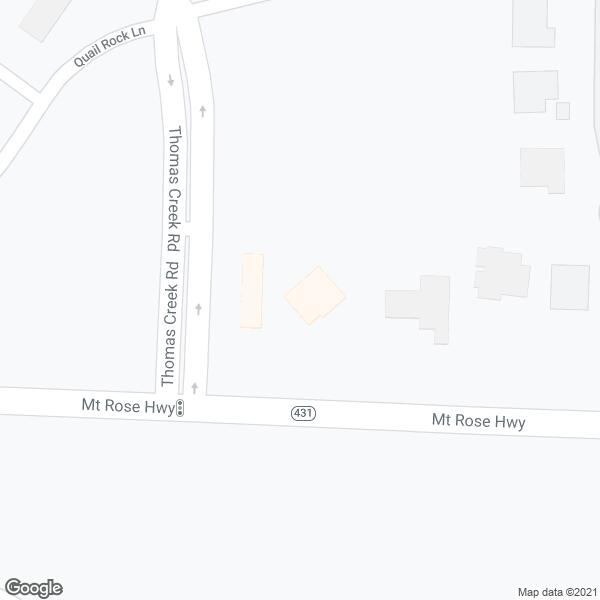 Quail Rock Ln
Thomas Creek Rd
Thomas Creek Rd
Mt Rose Hwy
431
Mt Rose Hwy
Google
Map data ©2021